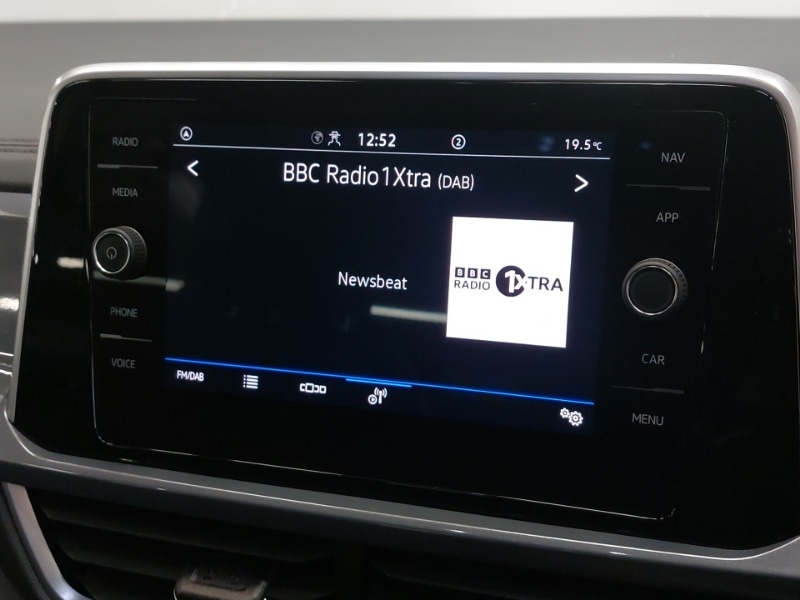 RADIO
MEDIA
PHONE
VOICE
12:52
2
19.5°C
BBC Radio1Xtra (DAB)
Newsbeat
BBC
RADIO
1XTRA
FM/DAB
NAV
APP
CAR
MENU